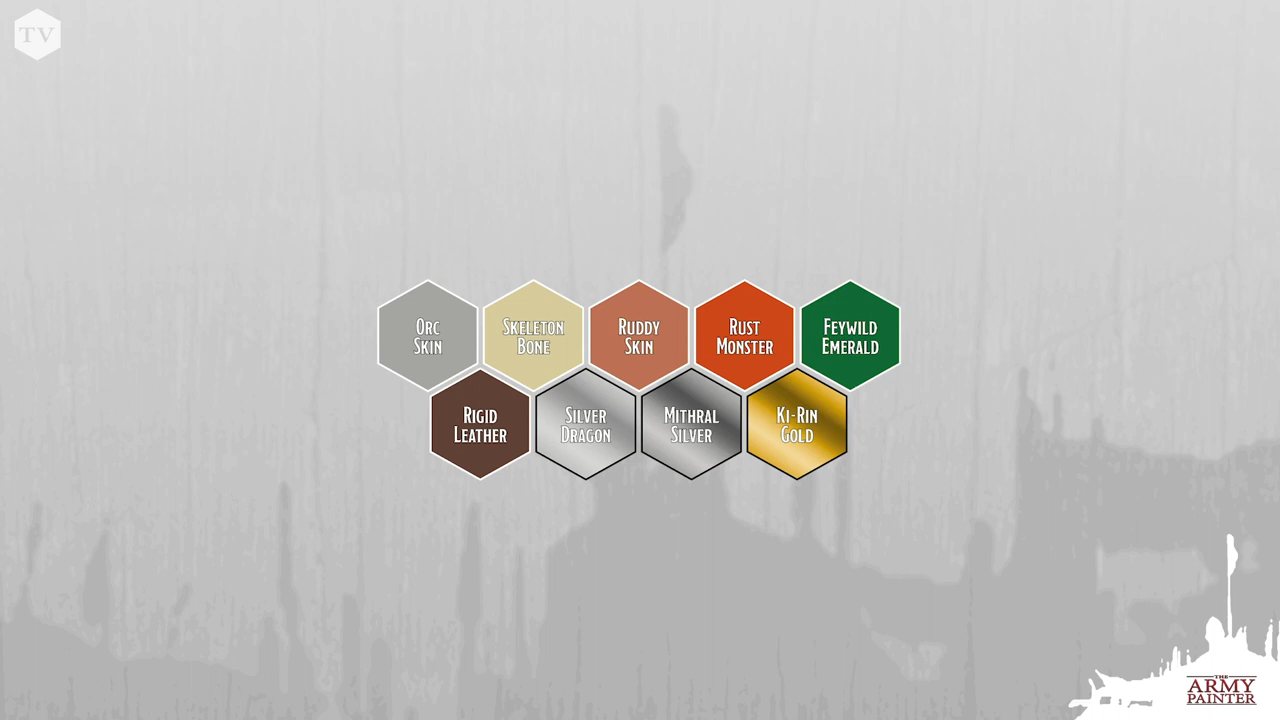 TV
Orc
Skin
Skeleton
Bone
Ruddy
Skin
Rust
Monster
Feywild
Emerald
Rigid
Leather
Silver
Dragon
Mithral
Silver
Ki-Rin
Gold
THE
ARMY
PAINTER